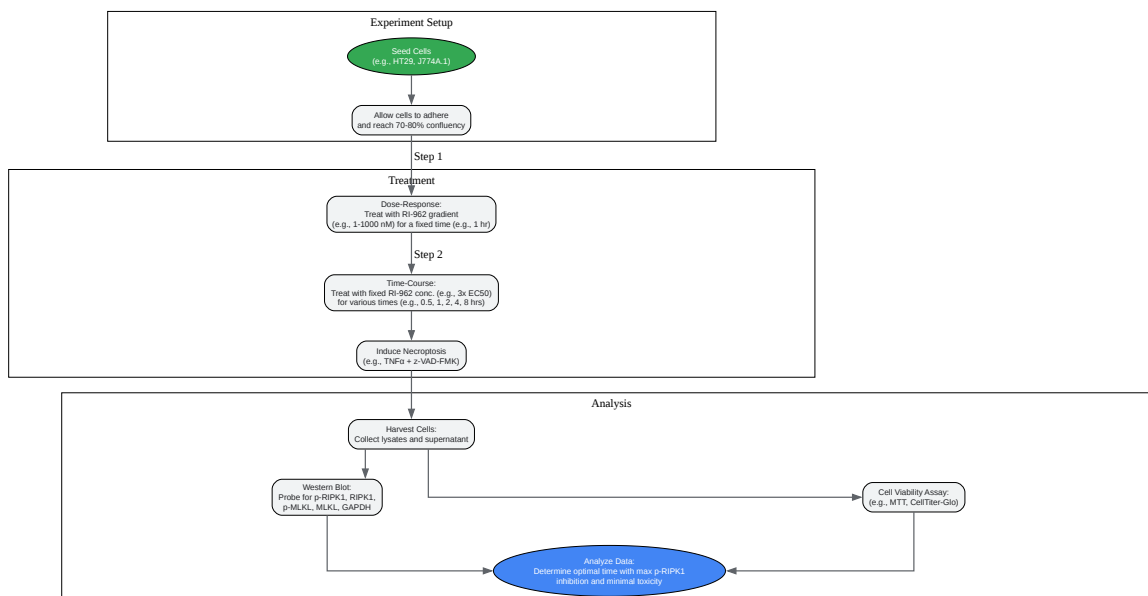 Experiment Setup
Seed Cells
(e.g., HT29, J774A.1)
Allow cells to adhere
and reach 70-80% confluency
Step 1
Treatment
Dose-Response:
Treat with RI-962 gradient
(e.g., 1-1000 nM) for a fixed time (e.g., 1 hr)
Step 2
Time-Course:
Treat with fixed RI-962 conc. (e.g., 3x EC50)
for various times (e.g., 0.5, 1, 2, 4, 8 hrs)
Induce Necroptosis
(e.g., TNFα + z-VAD-FMK)
Analysis
Harvest Cells:
Collect lysates and supernatant
Western Blot:
Probe for p-RIPK1, RIPK1,
p-MLKL, MLKL, GAPDH
Cell Viability Assay:
(e.g., MTT, CellTiter-Glo)
Analyze Data:
Determine optimal time with max p-RIPK1
inhibition and minimal toxicity